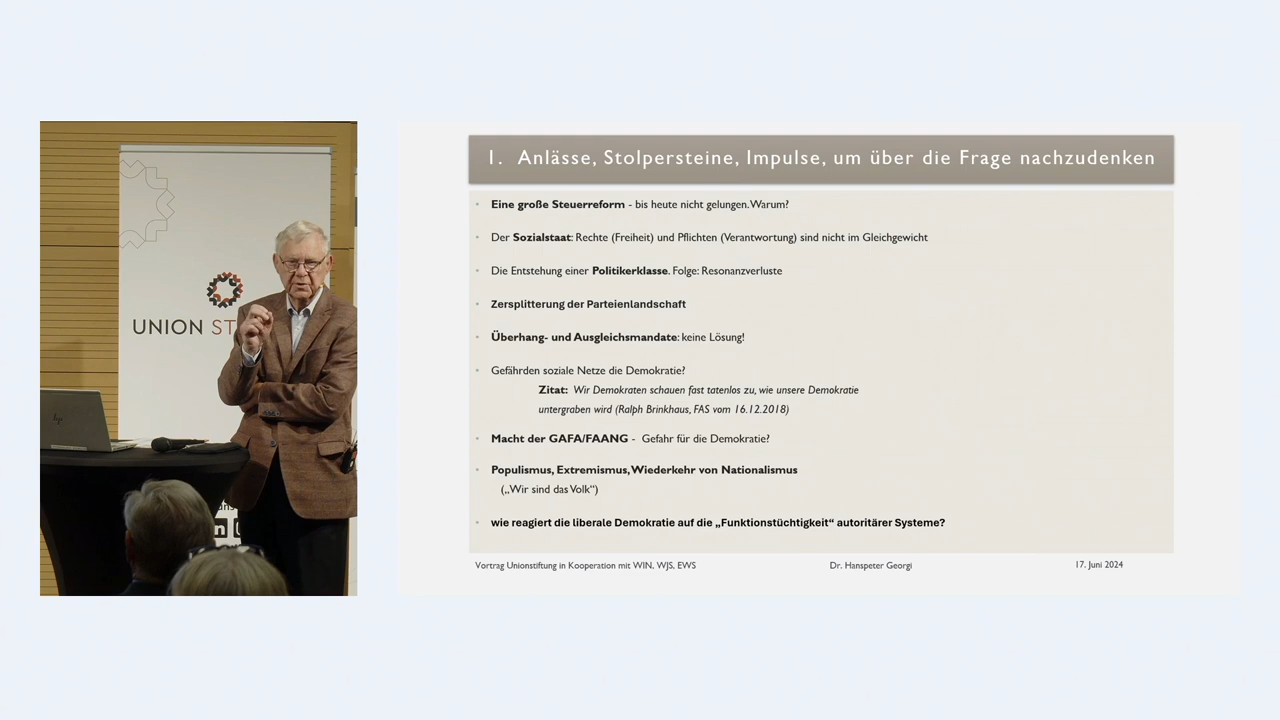 UNION ST
hp
1. Anlässe, Stolpersteine, Impulse, um über die Frage nachzudenken
• Eine große Steuerreform - bis heute nicht gelungen. Warum?
• Der Sozialstaat: Rechte (Freiheit) und Pflichten (Verantwortung) sind nicht im Gleichgewicht
• Die Entstehung einer Politikerklasse. Folge: Resonanzverluste
• Zersplitterung der Parteienlandschaft
• Überhang- und Ausgleichsmandate: keine Lösung!
• Gefährden soziale Netze die Demokratie?
Zitat: Wir Demokraten schauen fast tatenlos zu, wie unsere Demokratie
untergraben wird (Ralph Brinkhaus, FAS vom 16.12.2018)
• Macht der GAFA/FAANG - Gefahr für die Demokratie?
• Populismus, Extremismus, Wiederkehr von Nationalismus
(„Wir sind das Volk“)
• wie reagiert die liberale Demokratie auf die „Funktionstüchtigkeit“ autoritärer Systeme?
Vortrag Unionstiftung in Kooperation mit WIN, WJS, EWS Dr. Hanspeter Georgi 17. Juni 2024